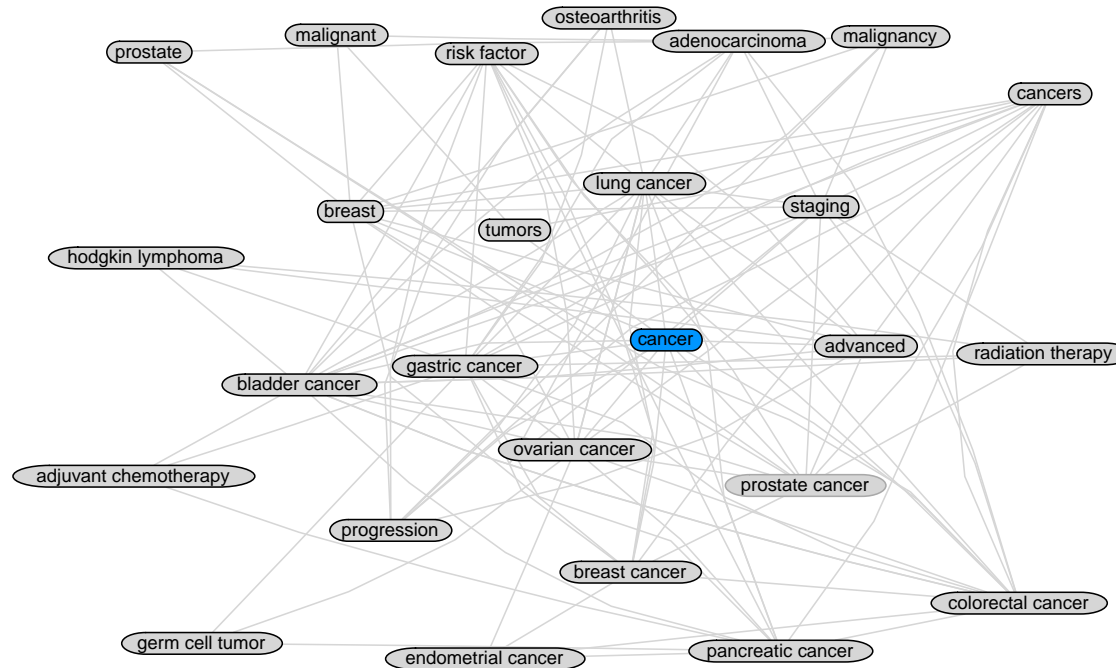 osteoarthritis
malignant
malignancy
adenocarcinoma
prostate
risk factor
cancers
lung cancer
breast
staging
tumors
hodgkin lymphoma
cancer
advanced
radiation therapy
gastric cancer
bladder cancer
ovarian cancer
adjuvant chemotherapy
prostate cancer
progression
breast cancer
colorectal cancer
germ cell tumor
pancreatic cancer
endometrial cancer